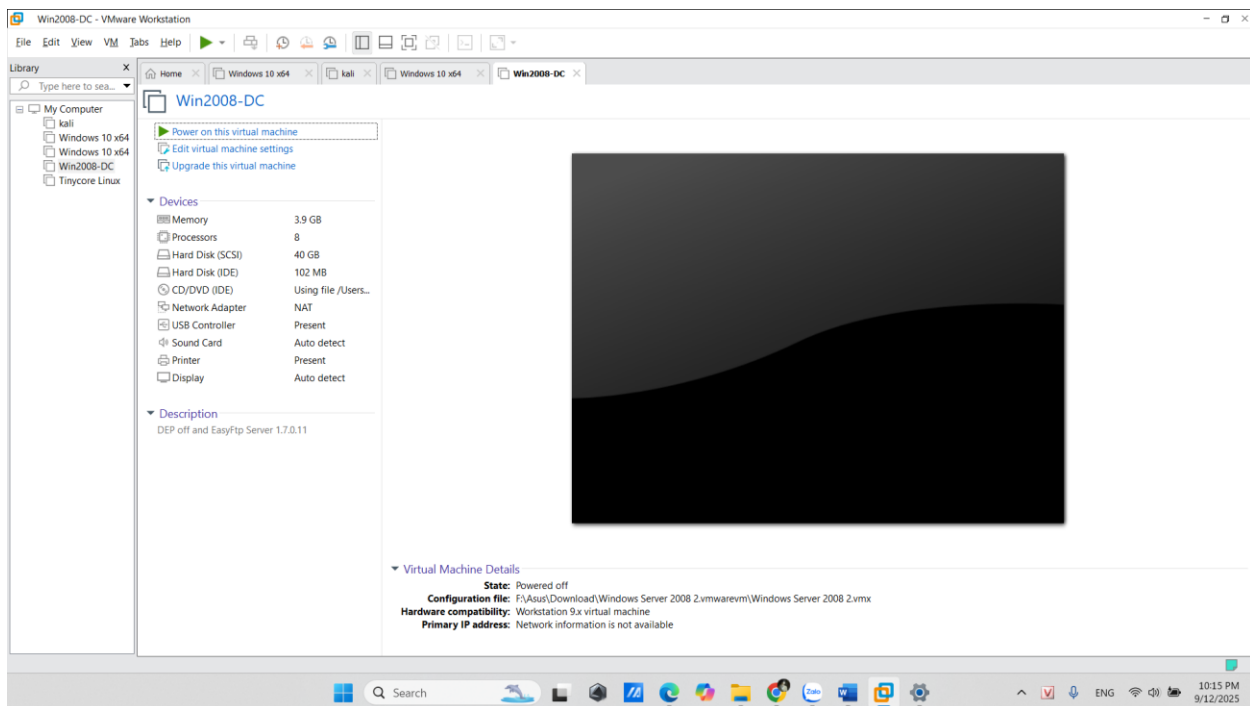 Win2008-DC - VMware Workstation
File Edit View VM Tabs Help
Library X
Type here to sea...
My Computer
kali
Windows 10 x64
Windows 10 x64
Win2008-DC
Tinycore Linux
Home Windows 10 x64 kali Windows 10 x64 Win2008-DC
Win2008-DC
Power on this virtual machine
Edit virtual machine settings
Upgrade this virtual machine
Devices
Memory 3.9 GB
Processors 8
Hard Disk (SCSI) 40 GB
Hard Disk (IDE) 102 MB
CD/DVD (IDE) Using file /Users...
Network Adapter NAT
USB Controller Present
Sound Card Auto detect
Printer Present
Display Auto detect
Description
DEP off and EasyFtp Server 1.7.0.11
Virtual Machine Details
State: Powered off
Configuration file: F:\Asus\Download\Windows Server 2008 2.vmwarevm\Windows Server 2008 2.vmx
Hardware compatibility: Workstation 9.x virtual machine
Primary IP address: Network information is not available
Search
Zalo
W
V
ENG
10:15 PM
9/12/2025